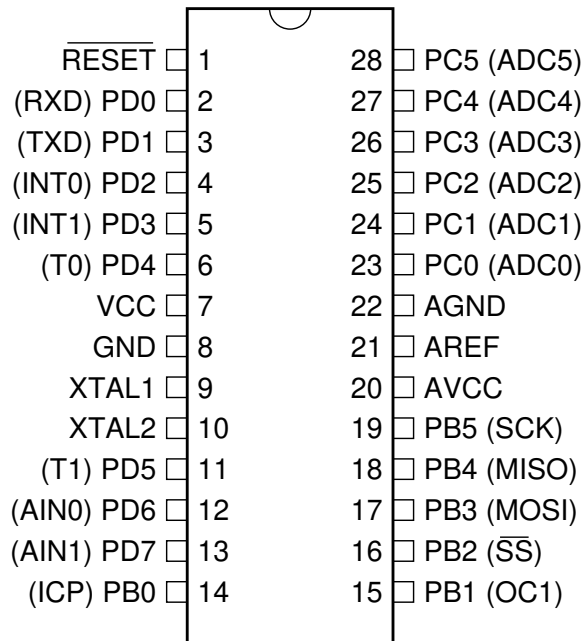 RESET 1 28 PC5 (ADC5)
(RXD) PD0 2 27 PC4 (ADC4)
(TXD) PD1 3 26 PC3 (ADC3)
(INT0) PD2 4 25 PC2 (ADC2)
(INT1) PD3 5 24 PC1 (ADC1)
(T0) PD4 6 23 PC0 (ADC0)
VCC 7 22 AGND
GND 8 21 AREF
XTAL1 9 20 AVCC
XTAL2 10 19 PB5 (SCK)
(T1) PD5 11 18 PB4 (MISO)
(AIN0) PD6 12 17 PB3 (MOSI)
(AIN1) PD7 13 16 PB2 (SS)
(ICP) PB0 14 15 PB1 (OC1)